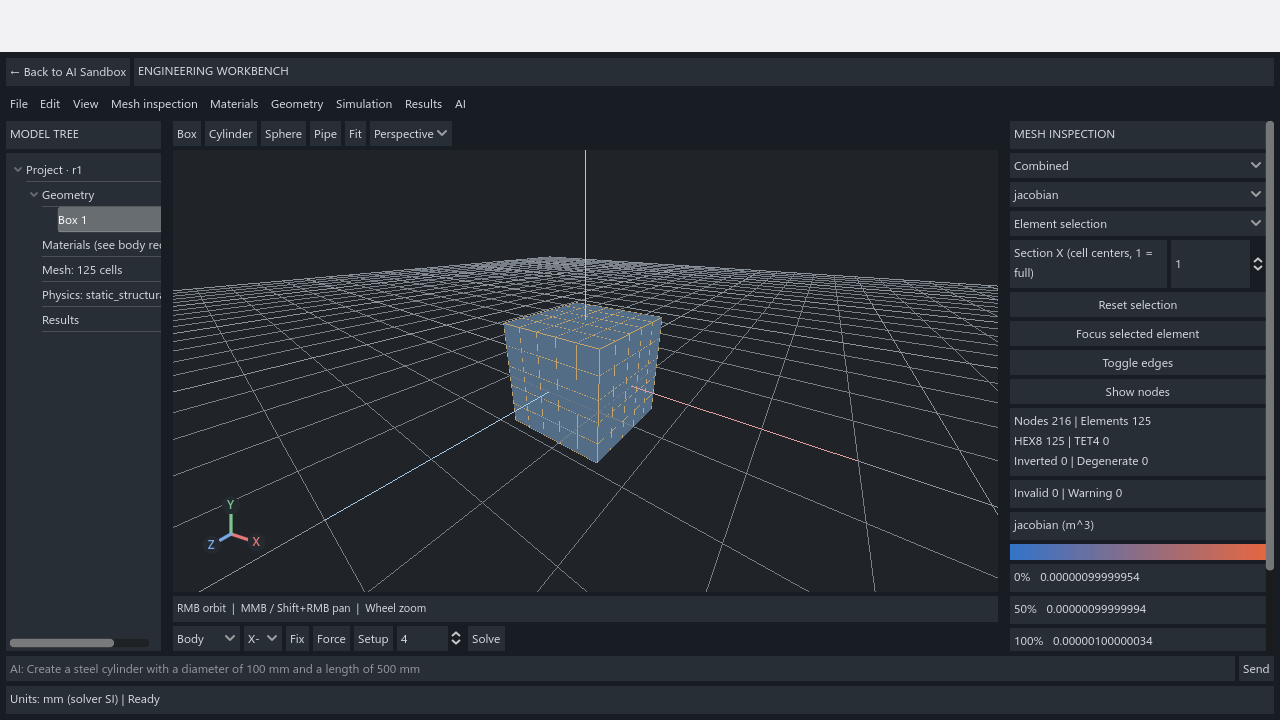 ← Back to AI Sandbox
ENGINEERING WORKBENCH
File Edit View Mesh inspection Materials Geometry Simulation Results AI
MODEL TREE
Project · r1
Geometry
Box 1
Materials (see body
Mesh: 125 cells
Physics:
Results
Box Cylinder Sphere Pipe Fit Perspective
Y
Z
X
RMB orbit | MMB / Shift+RMB pan | Wheel zoom
Body X- Fix Force Setup 4 Solve
MESH INSPECTION
Combined
jacobian
Element selection
Section X (cell centers, 1 =
full)
1
Reset selection
Focus selected element
Toggle edges
Show nodes
Nodes 216 | Elements 125
HEX8 125 | TET4 0
Inverted 0 | Degenerate 0
Invalid 0 | Warning 0
jacobian (m^3)
0% 0.00000099999954
50% 0.00000099999994
100% 0.00000100000034
AI: Create a steel cylinder with a diameter of 100 mm and a length of 500 mm
Send
Units: mm (solver SI) | Ready